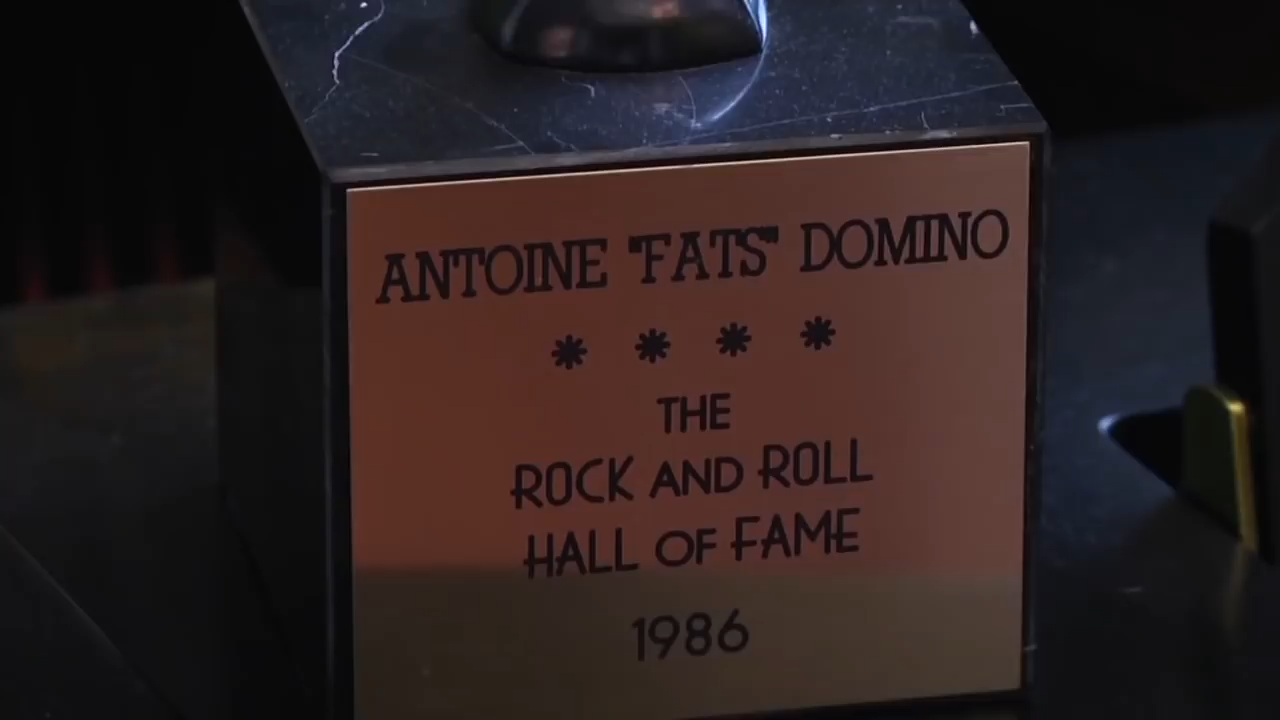 ANTOINE "FATS" DOMINO
* * * *
THE
ROCK AND ROLL
HALL OF FAME
1986